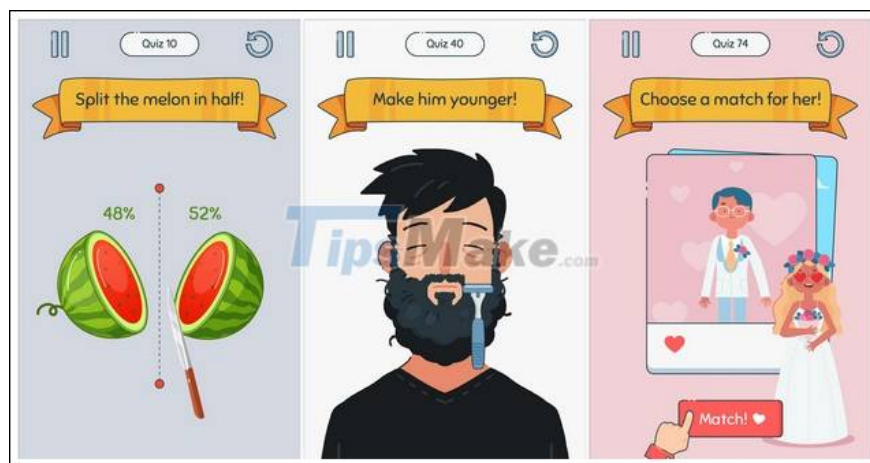 Quiz 10
Split the melon in half!
48%
52%
Quiz 40
Make him younger!
Quiz 74
Choose a match for her!
Match!
TipsMake.com